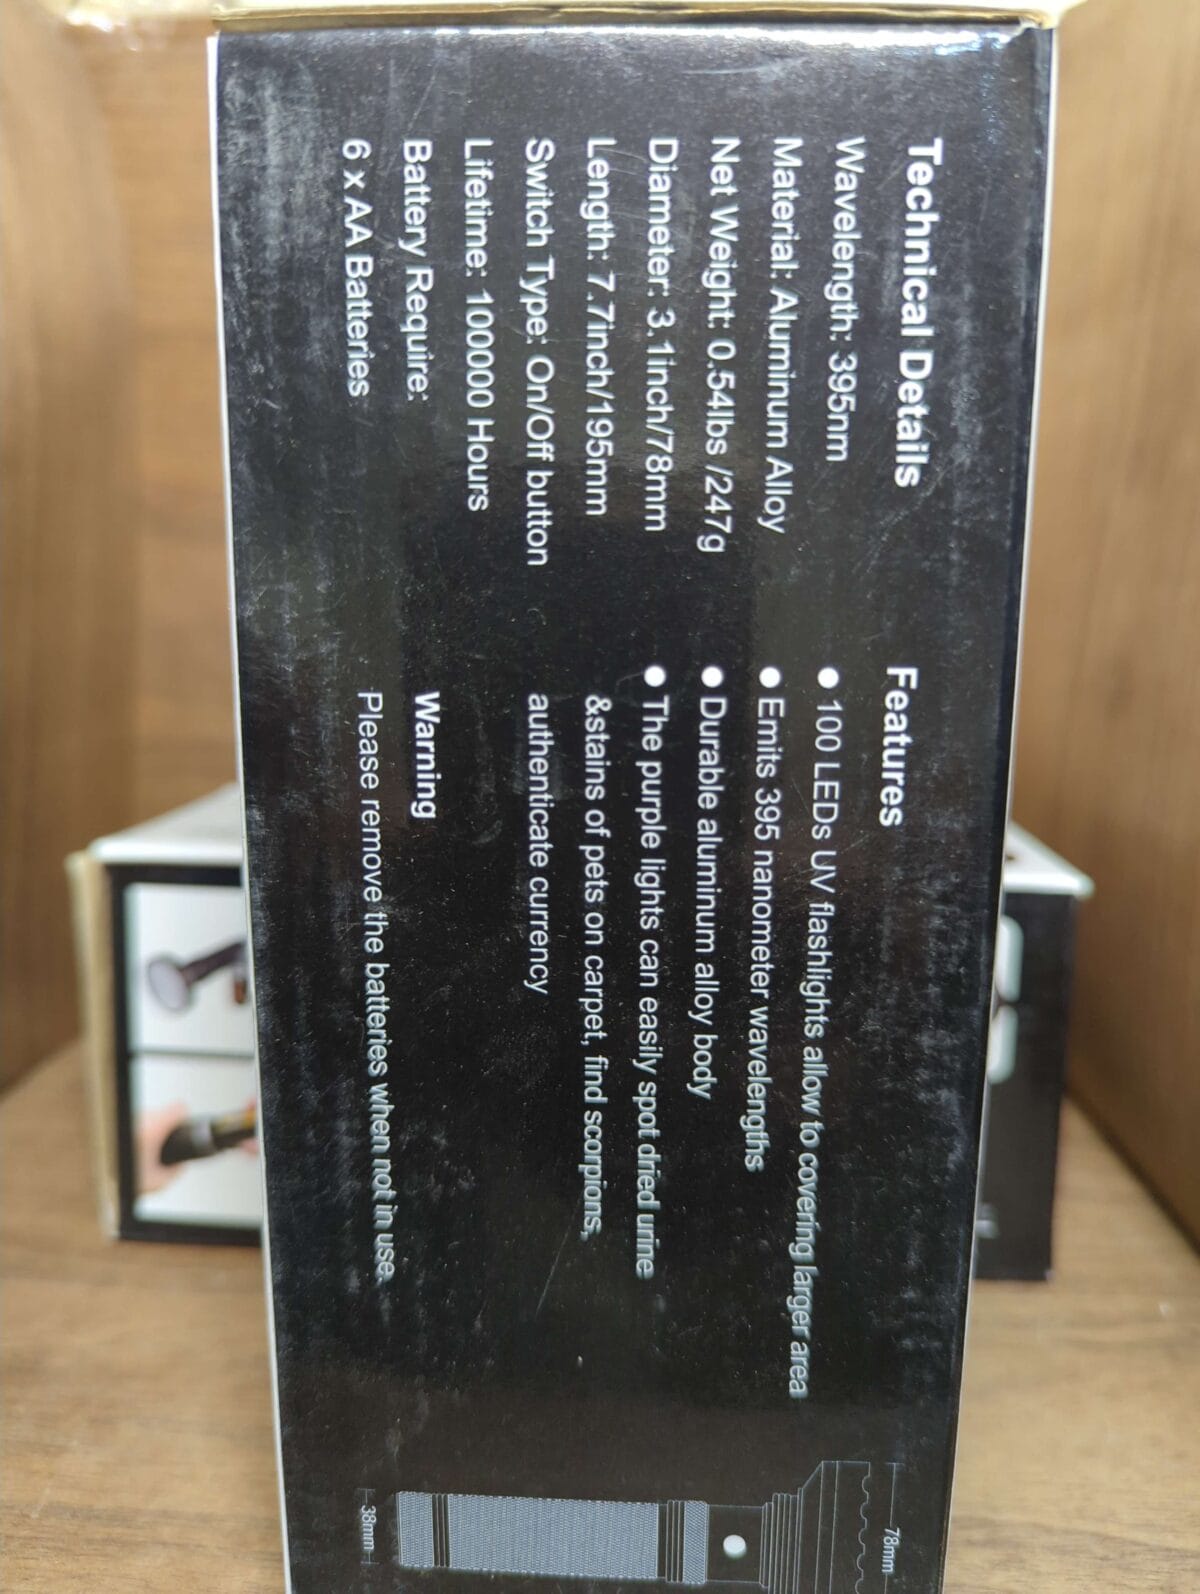 Technical Details
Wavelength: 395nm
Material: Aluminum Alloy
Net Weight: 0.54lbs /247g
Diameter: 3.1inch/78mm
Length: 7.7inch/195mm
Switch Type: On/Off button
Lifetime: 100000 Hours
Battery Require:
6 x AA Batteries
Features
● 100 LEDs UV flashlights allow to covering larger area
● Emits 395 nanometer wavelengths
● Durable aluminum alloy body
● The purple lights can easily spot dried urine
&stains of pets on carpet, find scorpions,
authenticate currency
Warning
Please remove the batteries when not in use.
78mm
38mm